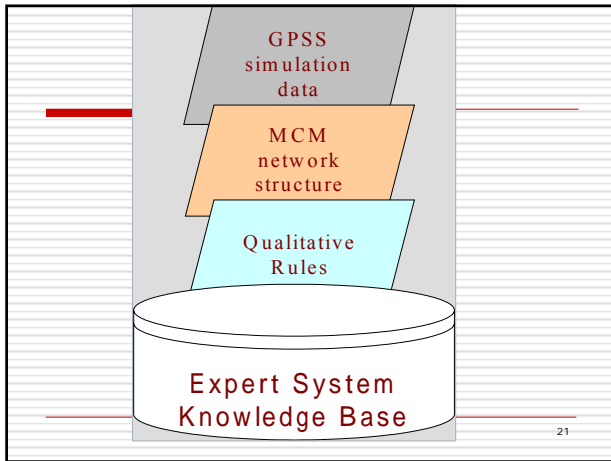 GPSS
simulation
data
MCM
network
structure
Qualitative
Rules
Expert System
Knowledge Base
21